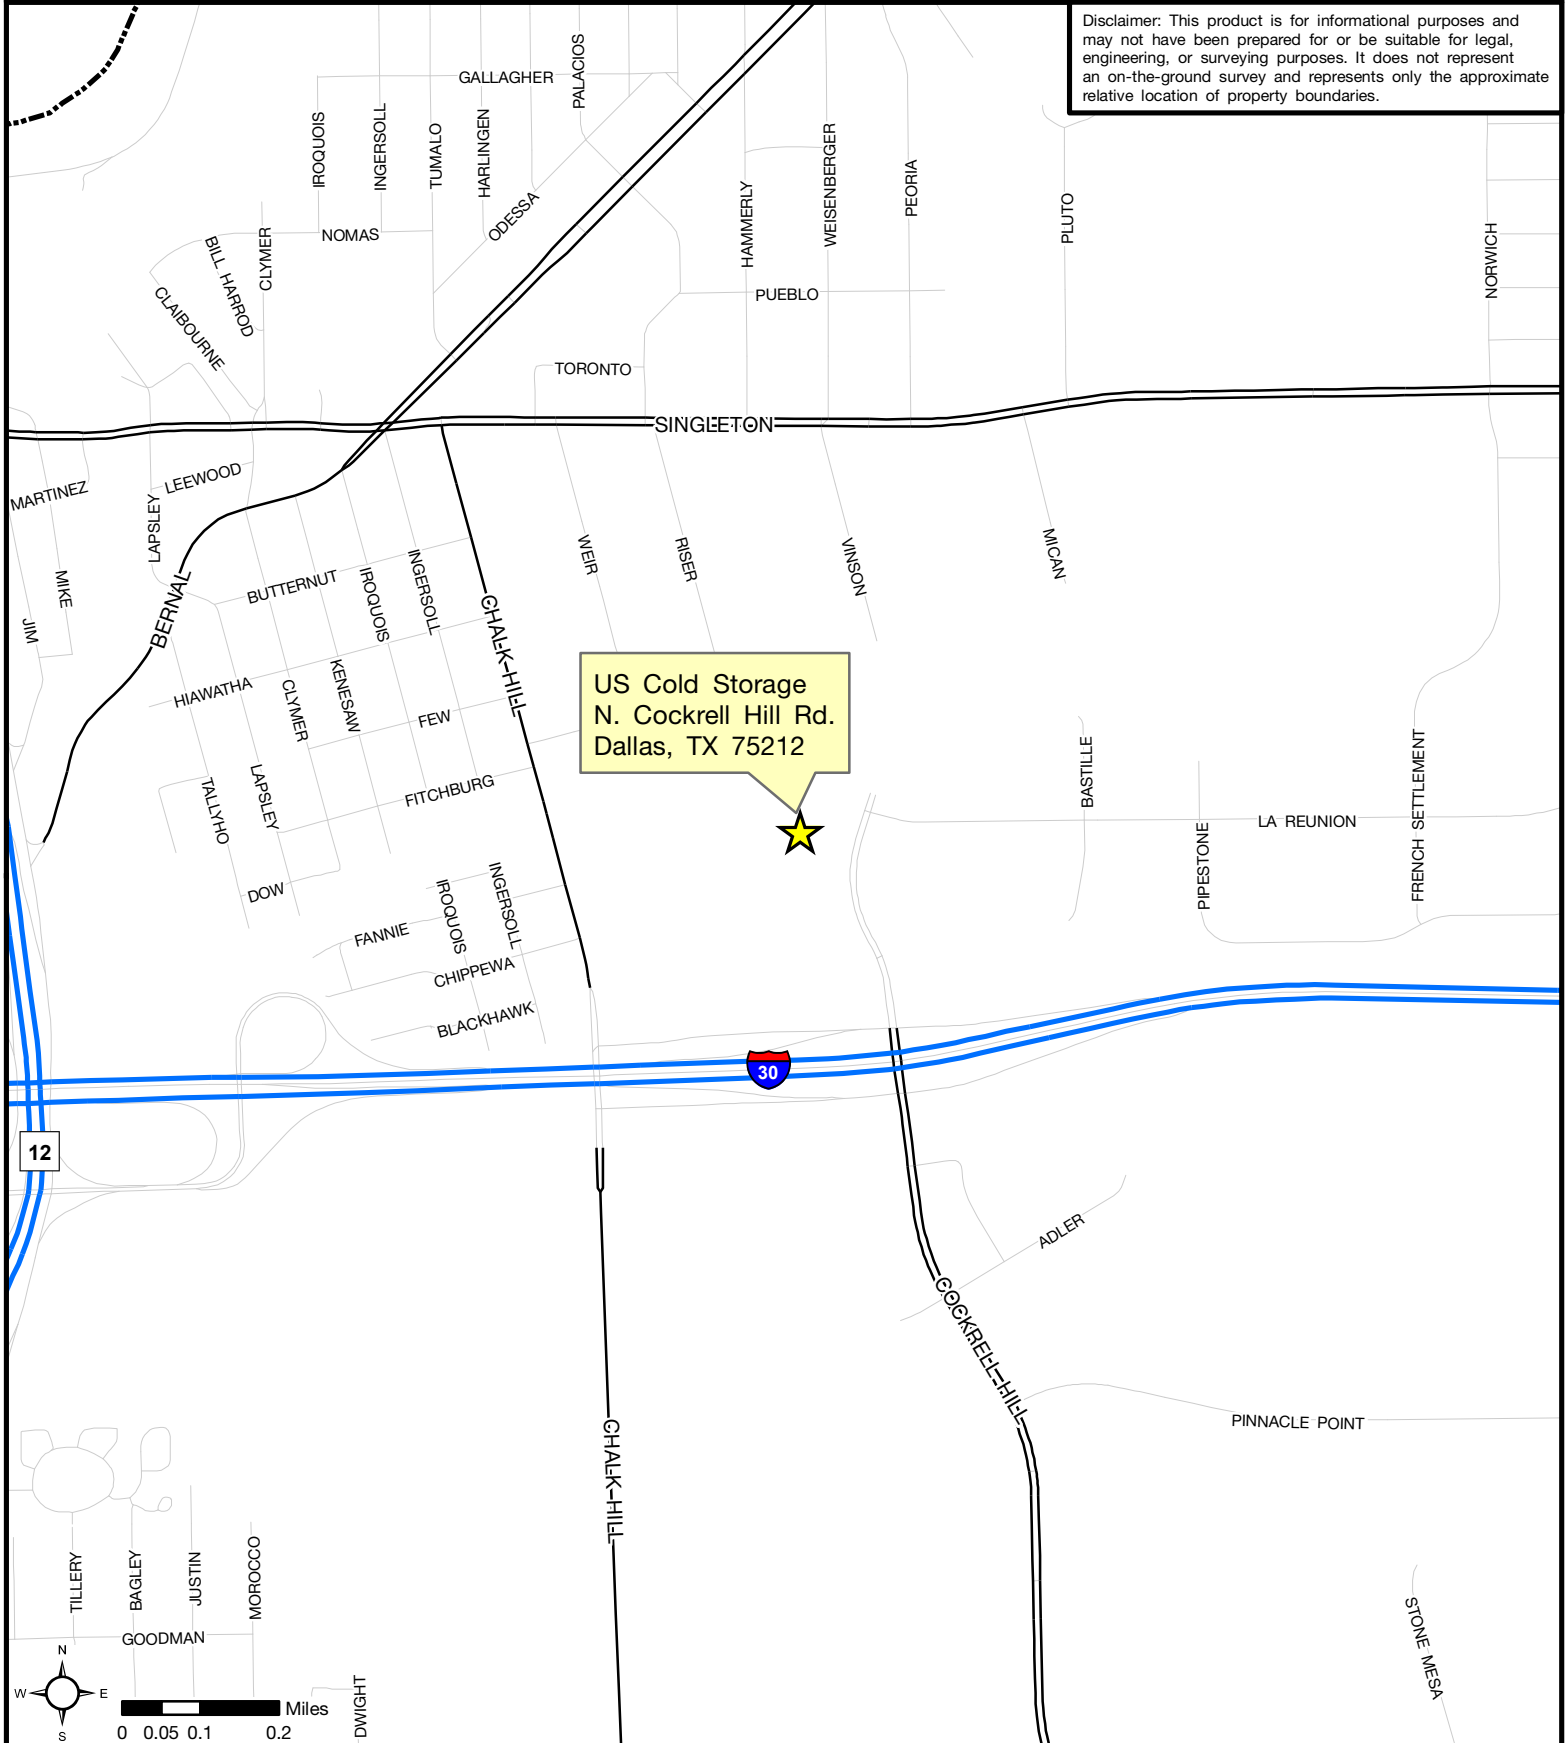 Disclaimer: This product is for informational purposes and
may not have been prepared for or be suitable for legal,
engineering, or surveying purposes. It does not represent
an on-the-ground survey and represents only the approximate
relative location of property boundaries.
GALLAGHER
PALACIOS
IROQUOIS
INGERSOLL
TUMALO
HARLINGEN
ODESSA
HAMMERLY
WEISENBERGER
PEORIA
PLUTO
NORWICH
NOMAS
CLYMER
BILL HARROD
CLAIBOURNE
PUEBLO
TORONTO
SINGLETON
MARTINEZ
LEEWOOD
LAPSLEY
MIKE
JIM
BERNAL
BUTTERNUT
IROQUOIS
INGERSOLL
CHALK HILL
WEIR
RISER
VINSON
MICAN
HIAWATHA
CLYMER
KENESAW
FEW
US Cold Storage
N. Cockrell Hill Rd.
Dallas, TX 75212
TALLYHO
LAPSLEY
FITCHBURG
BASTILLE
PIPESTONE
LA REUNION
FRENCH SETTLEMENT
DOW
FANNIE
IROQUOIS
INGERSOLL
CHIPPEWA
BLACKHAWK
30
12
ADLER
COCKRELL HILL
PINNACLE POINT
CHALK HILL
TILLERY
BAGLEY
JUSTIN
MOROCCO
GOODMAN
STONE MESA
DWIGHT
N
W
E
S
Miles
0 0.05 0.1 0.2